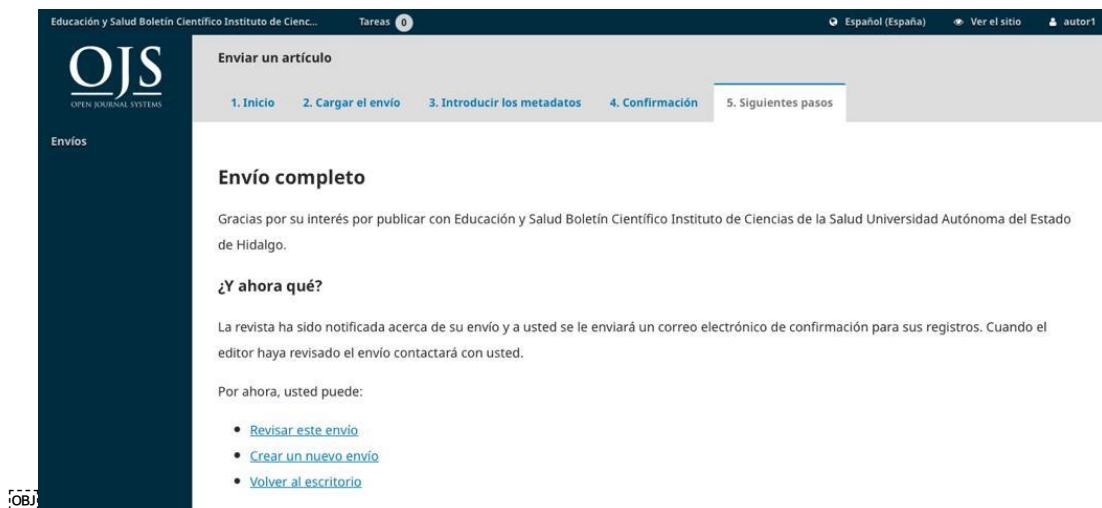 Educación y Salud Boletín Científico Instituto de Cienc... Tareas 0 Español (España) Ver el sitio autor1
OJS
OPEN JOURNAL SYSTEMS
Envíos
Enviar un artículo
1. Inicio 2. Cargar el envío 3. Introducir los metadatos 4. Confirmación 5. Siguientes pasos
Envío completo
Gracias por su interés por publicar con Educación y Salud Boletín Científico Instituto de Ciencias de la Salud Universidad Autónoma del Estado
de Hidalgo.
¿Y ahora qué?
La revista ha sido notificada acerca de su envío y a usted se le enviará un correo electrónico de confirmación para sus registros. Cuando el
editor haya revisado el envío contactará con usted.
Por ahora, usted puede:
Revisar este envío
Crear un nuevo envío
Volver al escritorio
OBJ